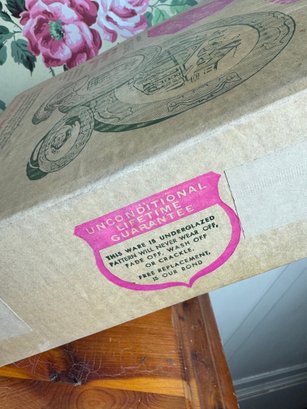 UNCONDITIONAL
LIFETIME
GUARANTEE
THIS WARE IS UNDERGLAZED
PATTERN WILL NEVER WEAR OFF,
FADE OFF, WASH OFF
OR CRACKLE.
FREE REPLACEMENT,
IS OUR BOND